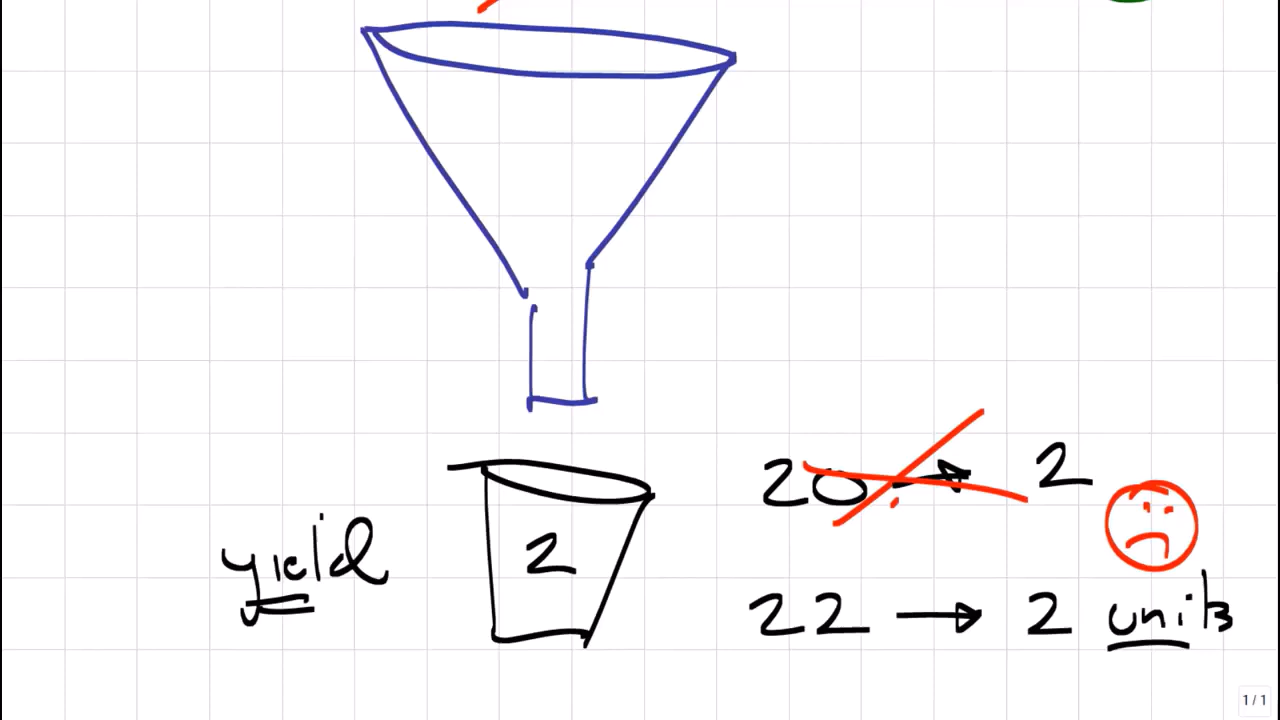 20 → 2
yield
2
22 → 2 units
1 / 1